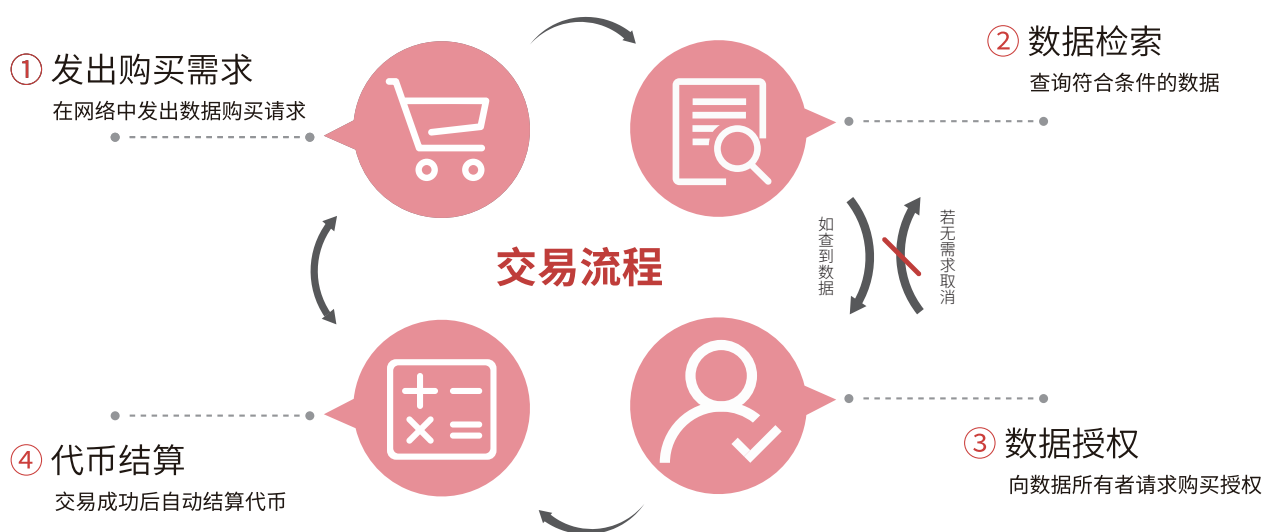 ① 发出购买需求
在网络中发出数据购买请求
② 数据检索
查询符合条件的数据
交易流程
如查到数据
若无需求取消
③ 数据授权
向数据所有者请求购买授权
④ 代币结算
交易成功后自动结算代币